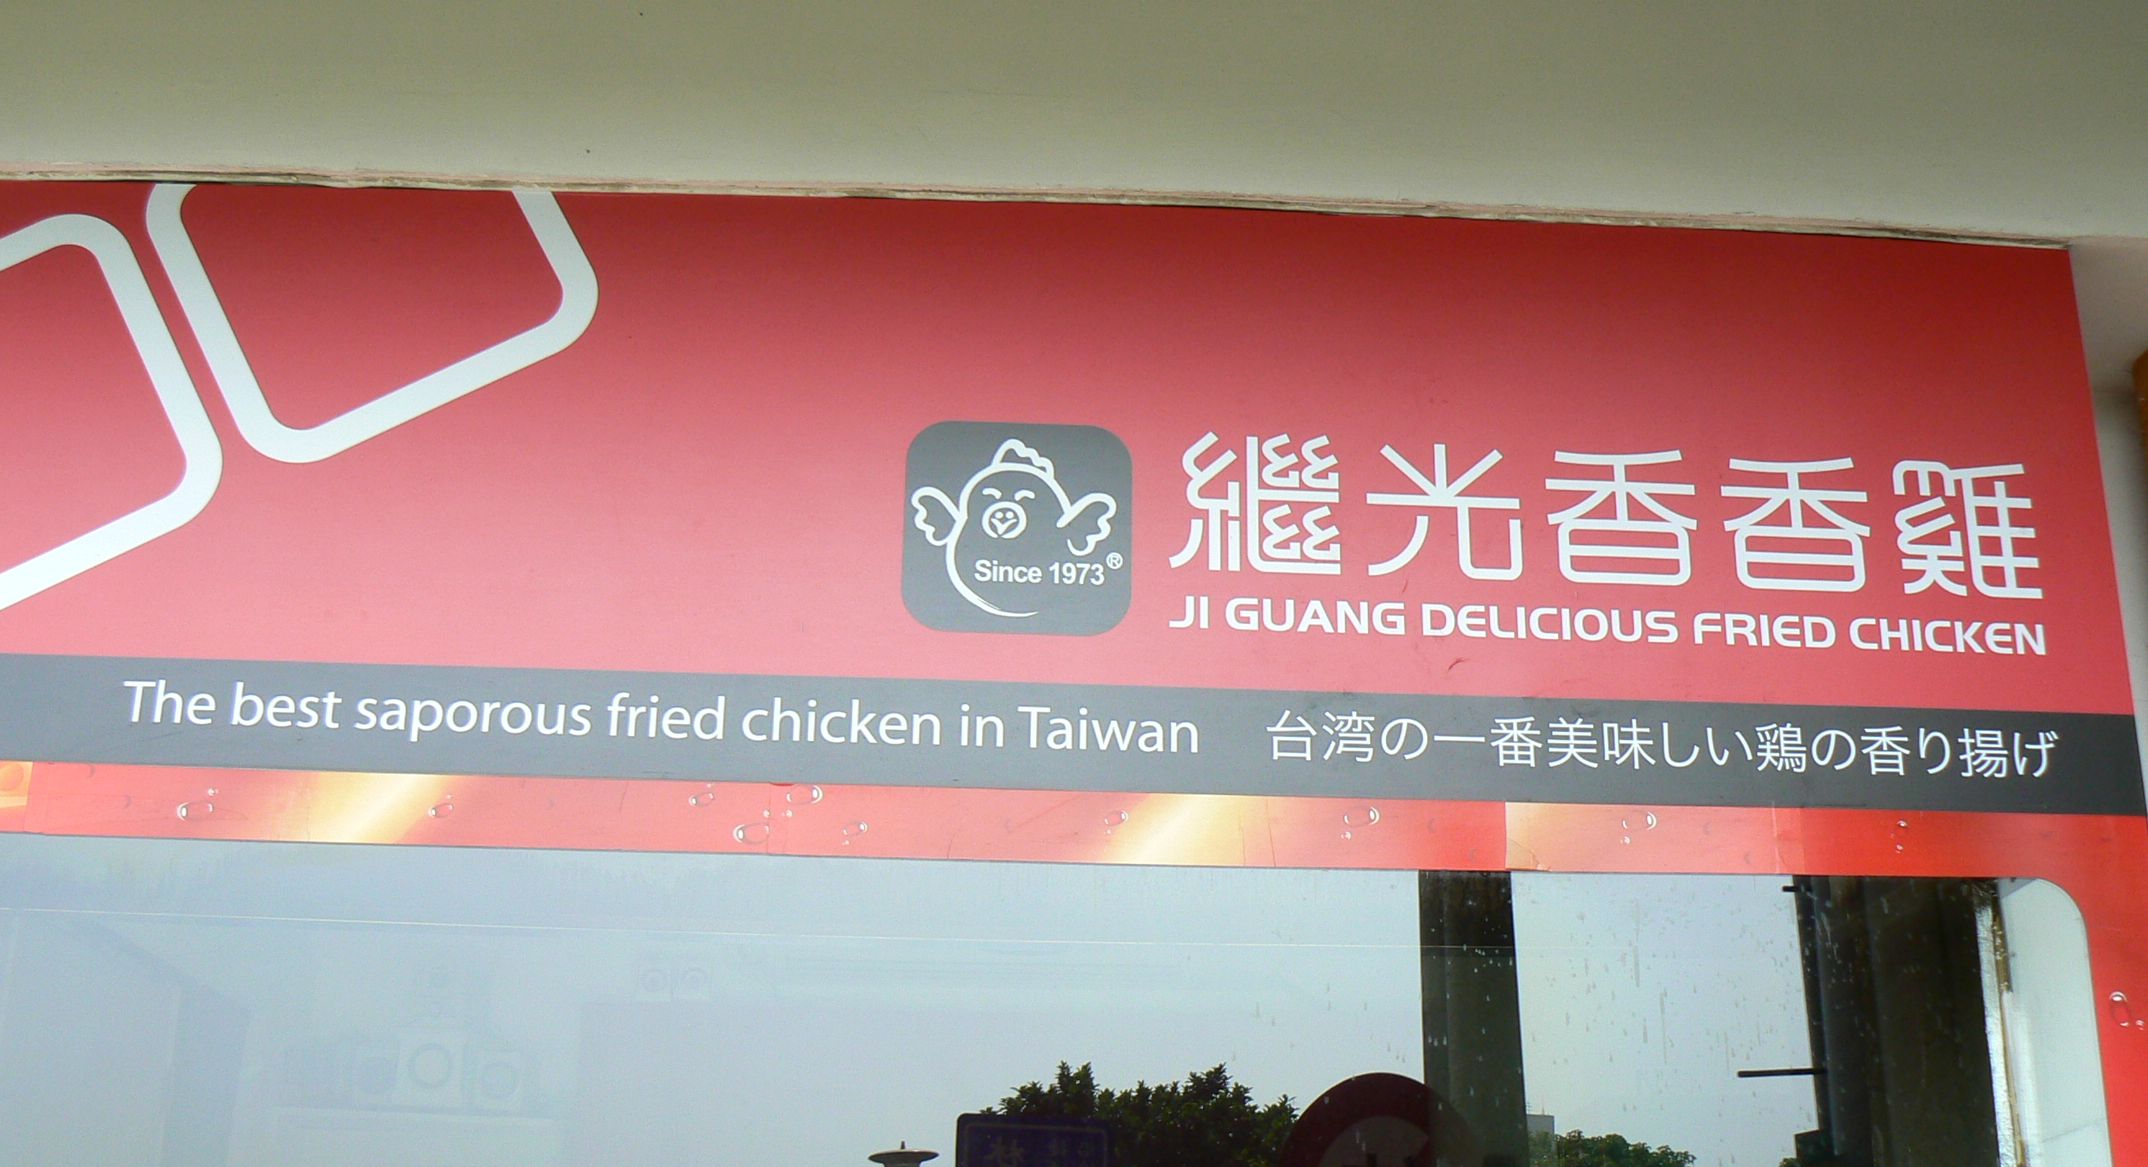 繼光香香雞
Since 1973®
JI GUANG DELICIOUS FRIED CHICKEN
The best saporous fried chicken in Taiwan
台湾の一番美味しい鶏の香り揚げ